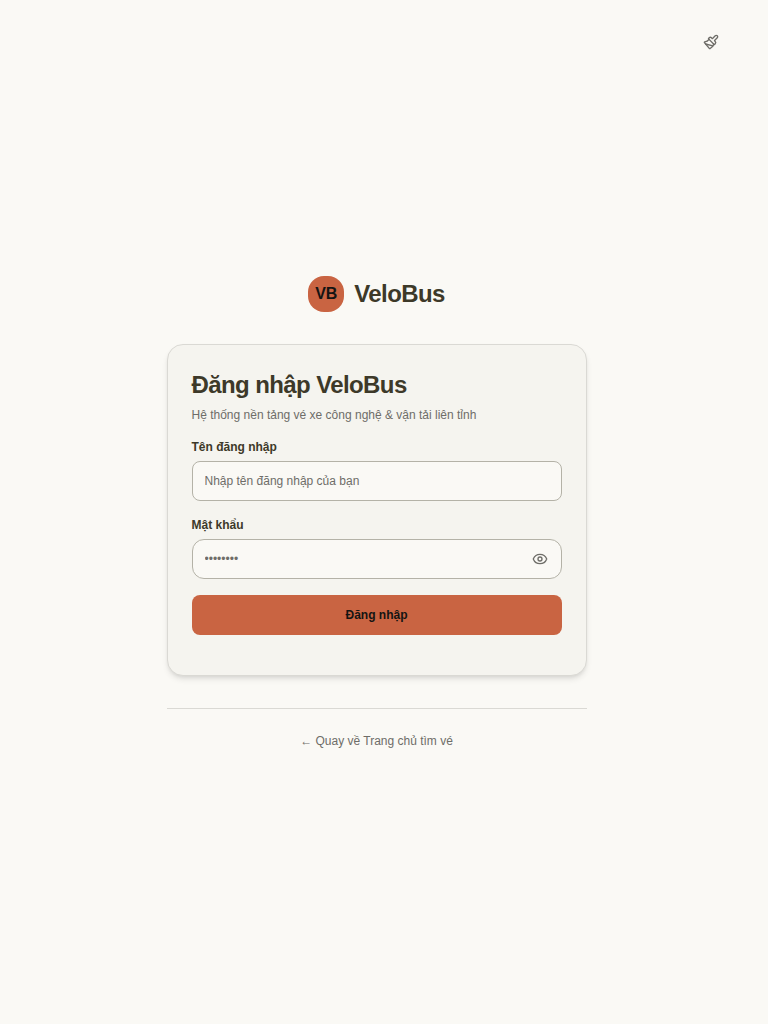 VB VeloBus
Đăng nhập VeloBus
Hệ thống nền tảng vé xe công nghệ & vận tải liên tỉnh
Tên đăng nhập
Nhập tên đăng nhập của bạn
Mật khẩu
••••••••
Đăng nhập
← Quay về Trang chủ tìm vé